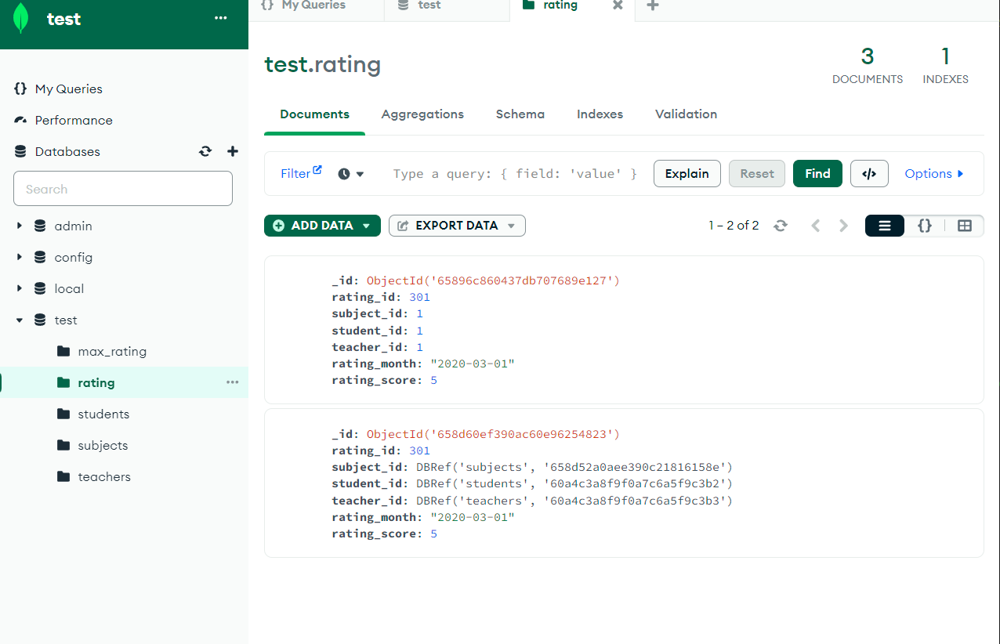 test
My Queries
test
rating
My Queries
Performance
Databases
Search
admin
config
local
test
max_rating
rating
students
subjects
teachers
test.rating
3
DOCUMENTS
1
INDEXES
Documents
Aggregations
Schema
Indexes
Validation
Filter
Type a query: { field: 'value' }
Explain
Reset
Find
</>
Options
ADD DATA
EXPORT DATA
1 – 2 of 2
{}
_id: ObjectId('65896c860437db707689e127')
rating_id: 301
subject_id: 1
student_id: 1
teacher_id: 1
rating_month: "2020-03-01"
rating_score: 5
_id: ObjectId('658d60ef390ac60e96254823')
rating_id: 301
subject_id: DBRef('subjects', '658d52a0aee390c21816158e')
student_id: DBRef('students', '60a4c3a8f9f0a7c6a5f9c3b2')
teacher_id: DBRef('teachers', '60a4c3a8f9f0a7c6a5f9c3b3')
rating_month: "2020-03-01"
rating_score: 5